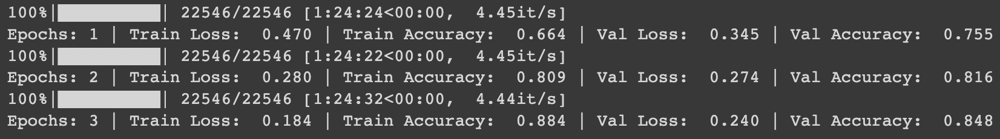 100%|██████████| 22546/22546 [1:24:24<00:00,  4.45it/s]
Epochs: 1 | Train Loss:  0.470 | Train Accuracy:  0.664 | Val Loss:  0.345 | Val Accuracy:  0.755
100%|██████████| 22546/22546 [1:24:22<00:00,  4.45it/s]
Epochs: 2 | Train Loss:  0.280 | Train Accuracy:  0.809 | Val Loss:  0.274 | Val Accuracy:  0.816
100%|██████████| 22546/22546 [1:24:32<00:00,  4.44it/s]
Epochs: 3 | Train Loss:  0.184 | Train Accuracy:  0.884 | Val Loss:  0.240 | Val Accuracy:  0.848